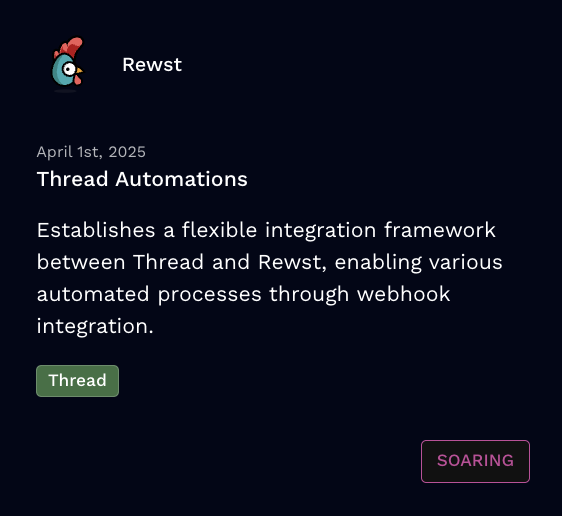 Rewst
April 1st, 2025
Thread Automations
Establishes a flexible integration framework
between Thread and Rewst, enabling various
automated processes through webhook
integration.
Thread
SOARING